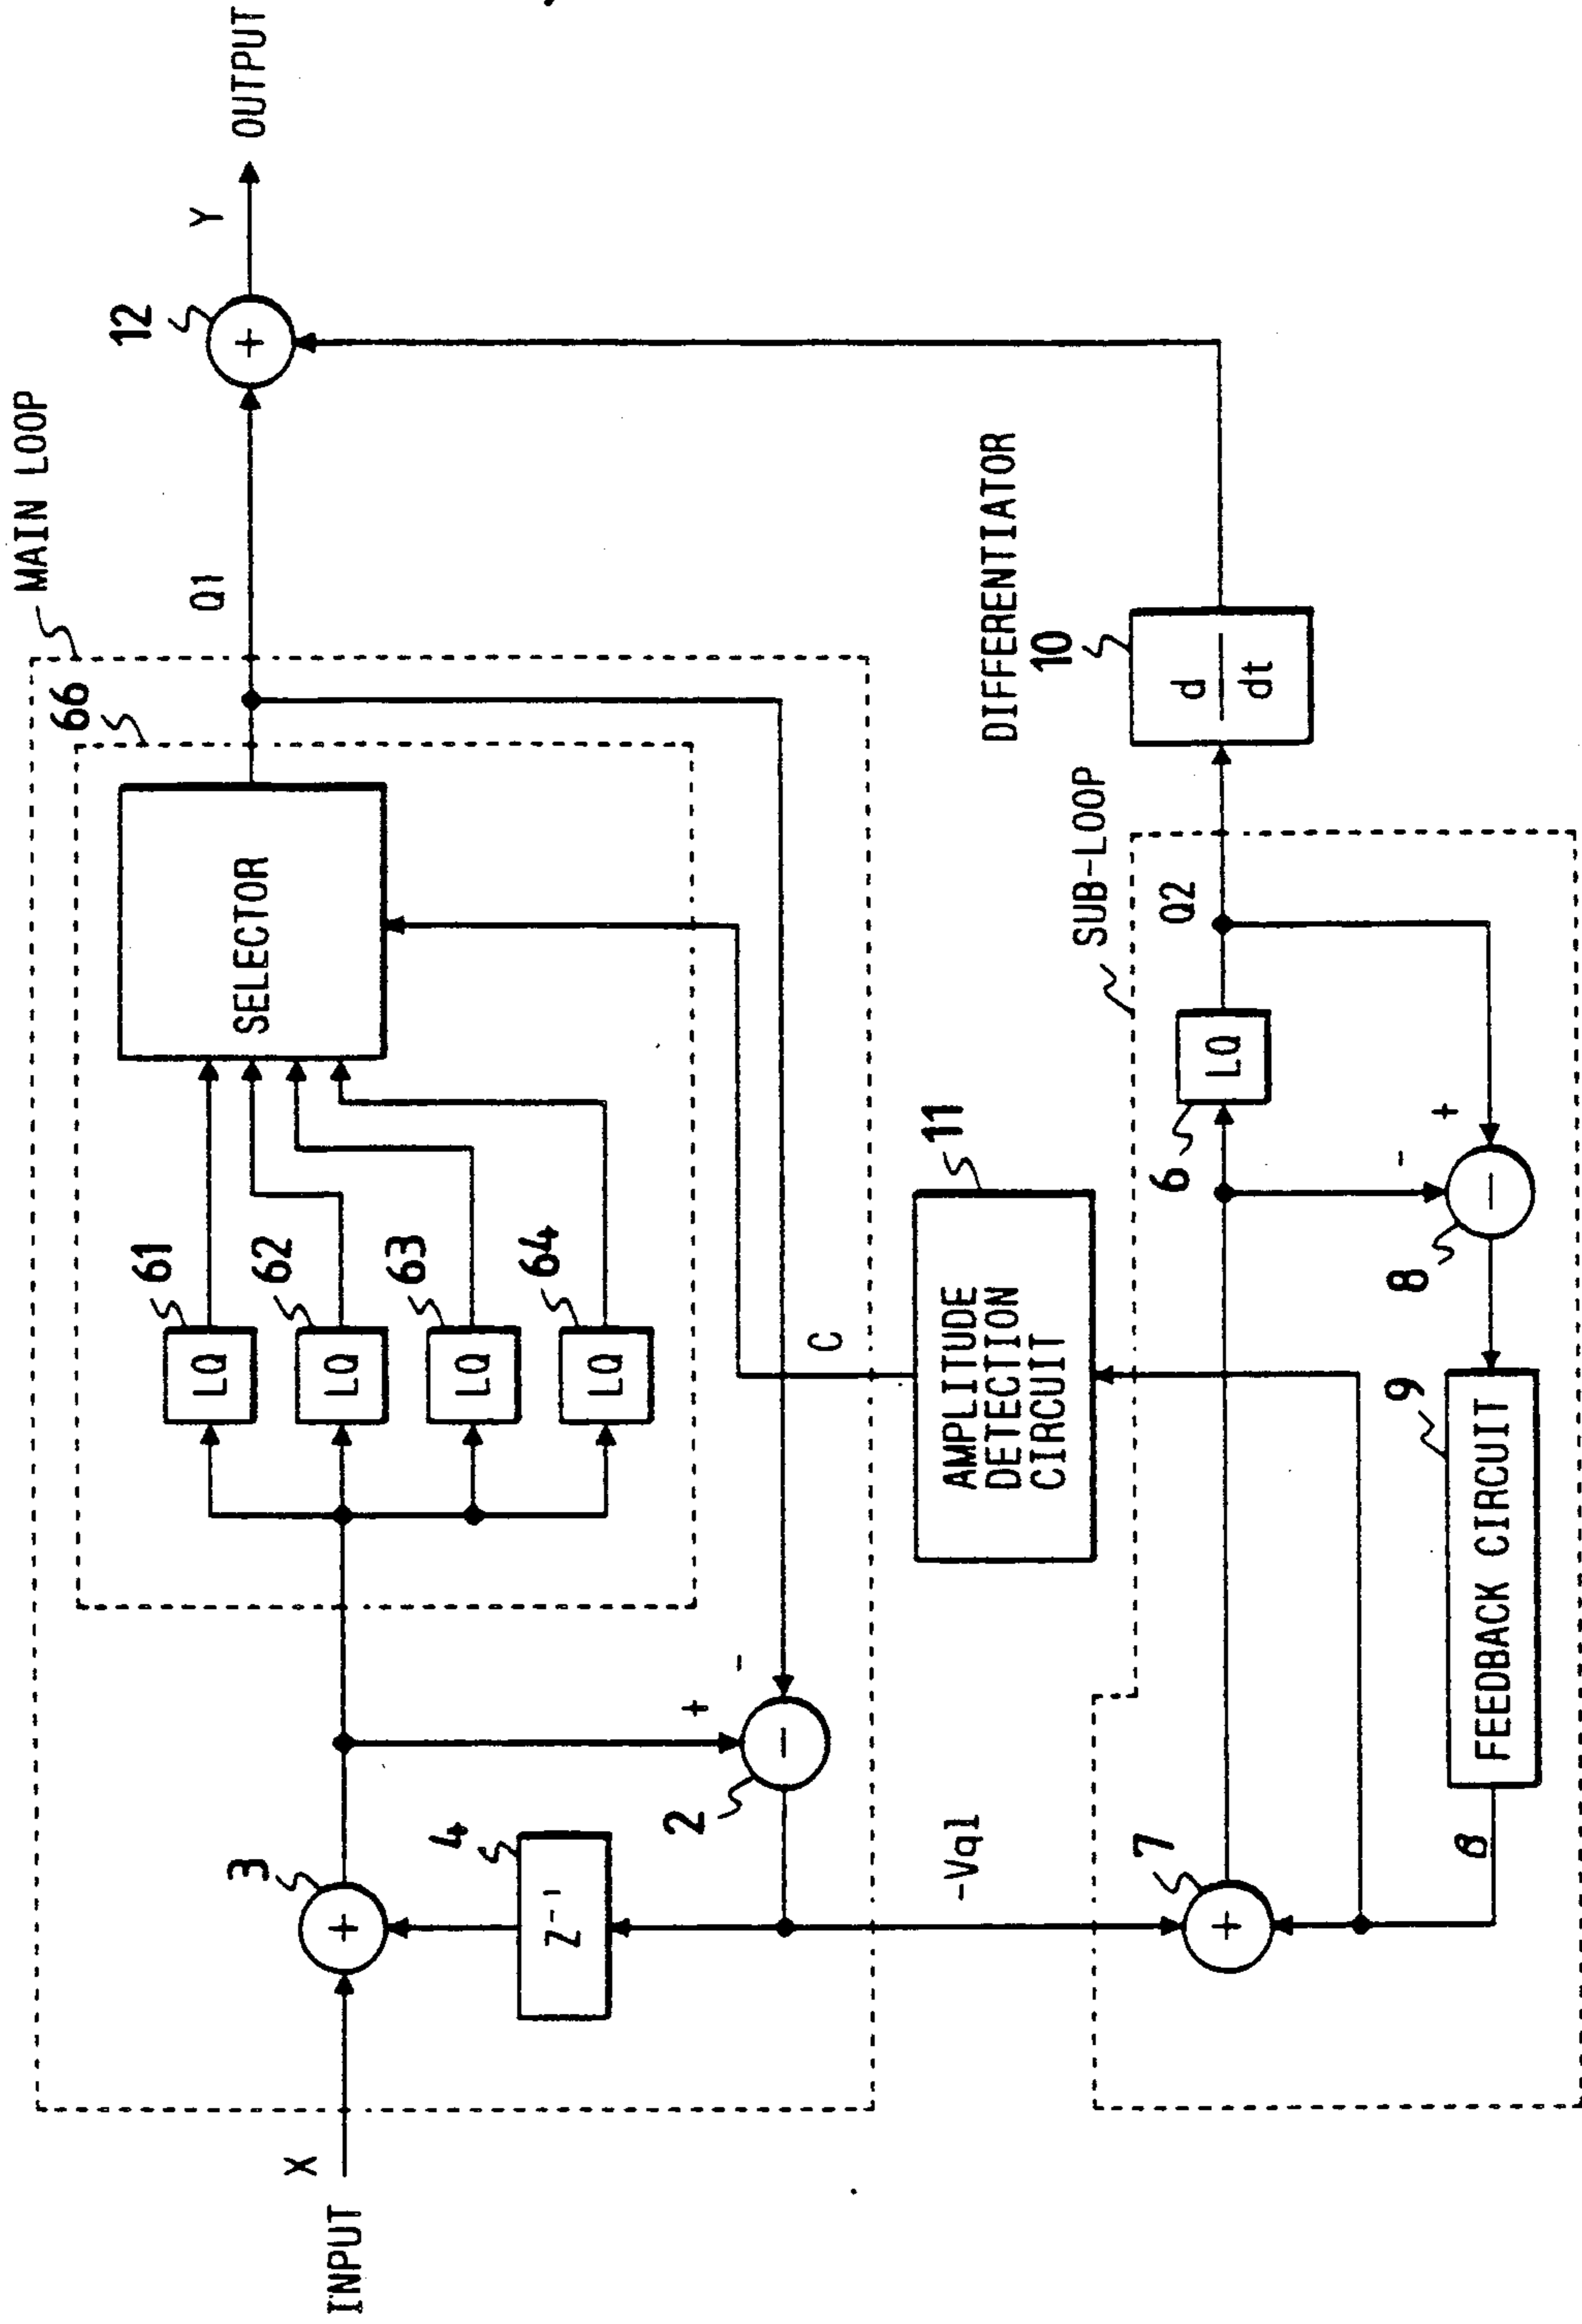 MAIN LOOP
66
SELECTOR
61
LQ
62
LQ
63
LQ
64
LQ
INPUT
X
3
+
4
Z⁻¹
2
+
-
−
Q1
12
+
Y
OUTPUT
C
-Vq1
11
AMPLITUDE
DETECTION
CIRCUIT
DIFFERENTIATOR
10
d
dt
SUB-LOOP
Q2
6
LQ
7
+
8
-
+
−
9
FEEDBACK CIRCUIT
B